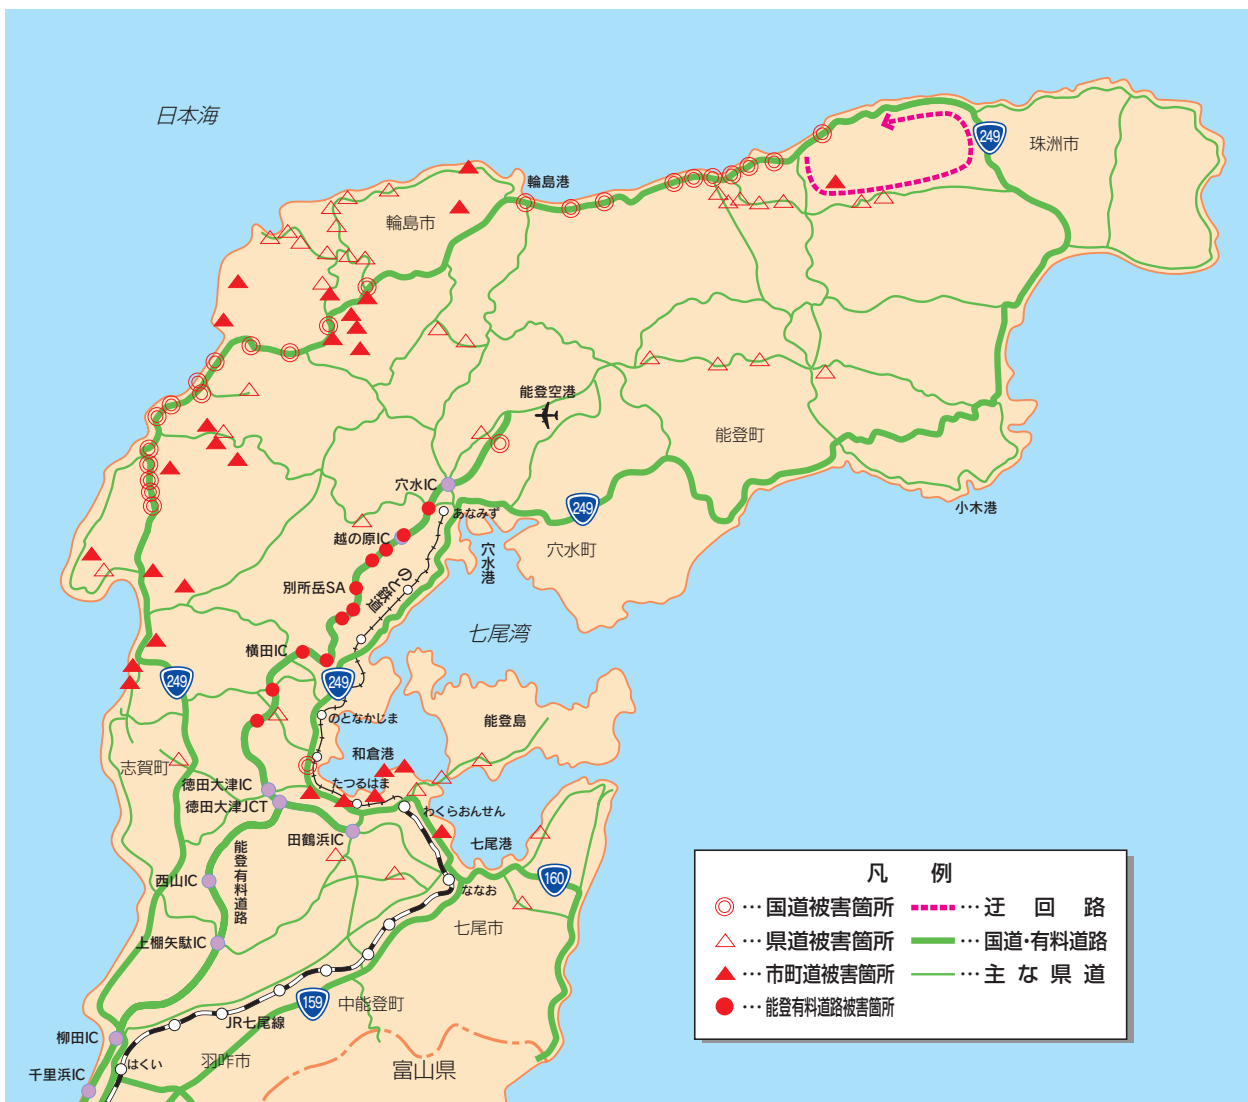 日本海
249
珠洲市
輪島港
輪島市
能登空港
能登町
穴水IC
249
小木港
あなみず
越の原IC
穴水港
穴水町
別所岳SA
のと鉄道
七尾湾
横田IC
249
249
のとなかじま
能登島
和倉港
志賀町
徳田大津IC
たつるはま
徳田大津JCT
わくらおんせん
田鶴浜IC
七尾港
能登有料道路
西山IC
ななお
160
七尾市
上棚矢駄IC
159
中能登町
JR七尾線
柳田IC
羽咋市
はくい
富山県
千里浜IC
凡 例
…国道被害箇所
…県道被害箇所
…市町道被害箇所
…能登有料道路被害箇所
…迂 回 路
…国道・有料道路
…主 な 県 道